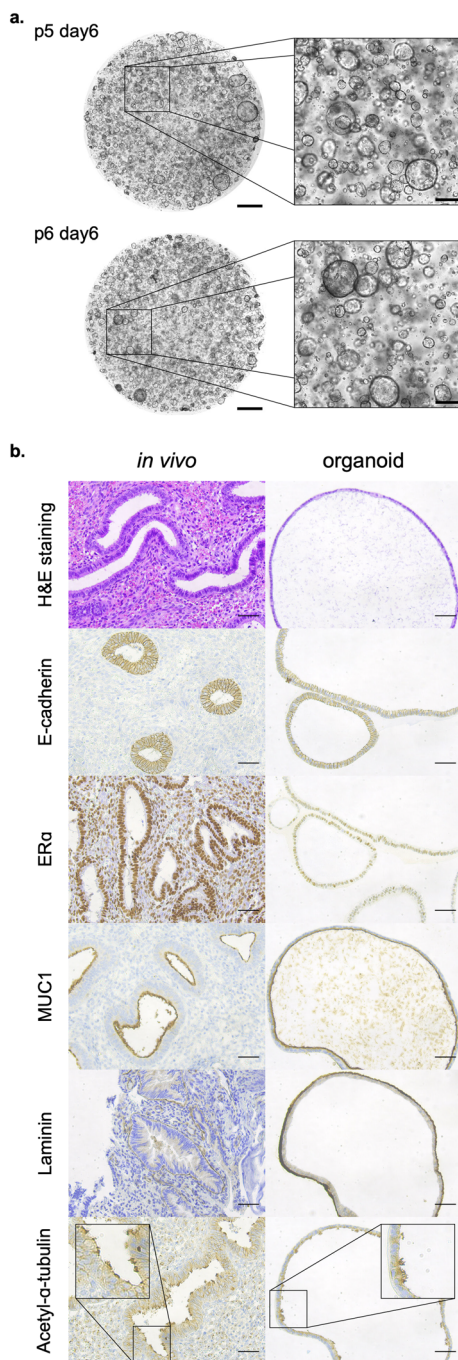 a.
p5 day6
p6 day6
b.
in vivo
organoid
H&E staining
E-cadherin
ERα
MUC1
Laminin
Acetyl-α-tubulin